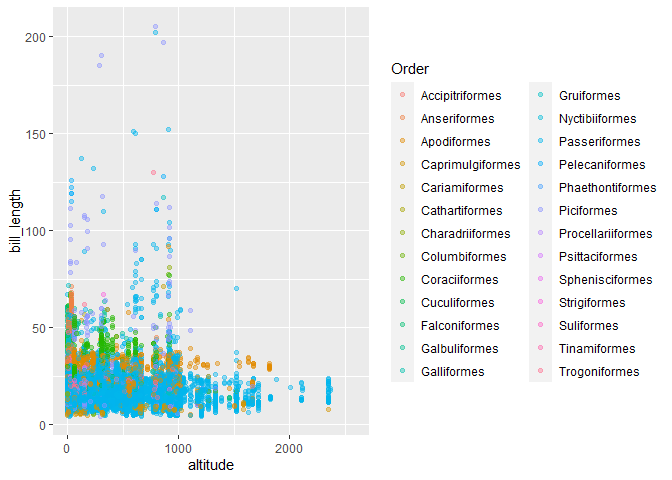 200
150
100
50
0
bill_length
0 1000 2000
altitude
Order
Accipitriformes
Anseriformes
Apodiformes
Caprimulgiformes
Cariamiformes
Cathartiformes
Charadriiformes
Columbiformes
Coraciiformes
Cuculiformes
Falconiformes
Galbuliformes
Galliformes
Gruiformes
Nyctibiiformes
Passeriformes
Pelecaniformes
Phaethontiformes
Piciformes
Procellariiformes
Psittaciformes
Sphenisciformes
Strigiformes
Suliformes
Tinamiformes
Trogoniformes